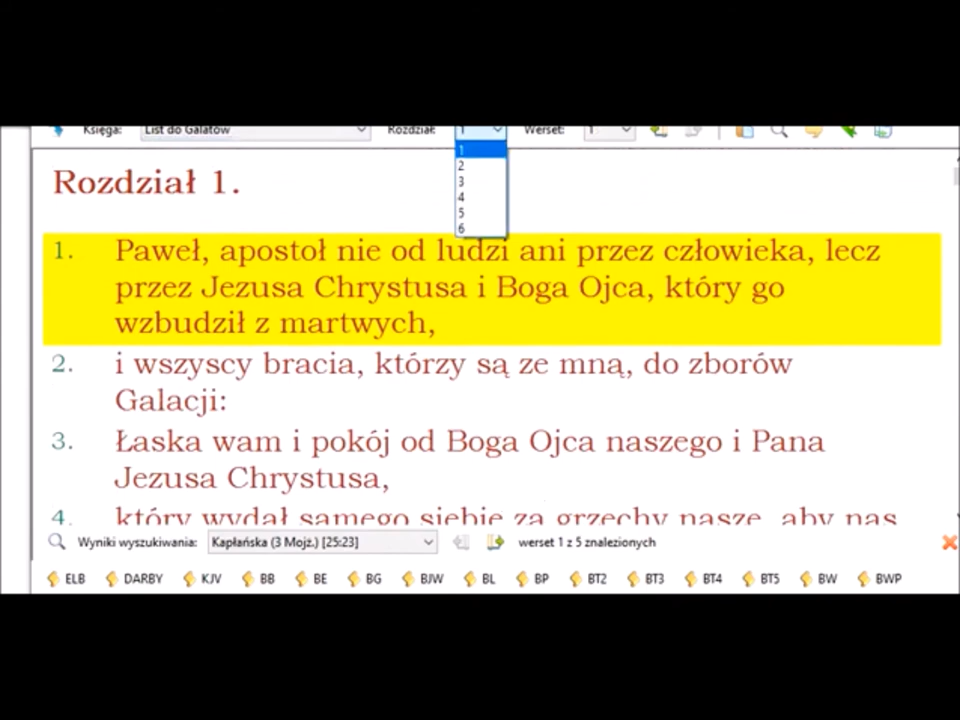 Księga: List do Galatów Rozdział: 1 Werset: 1
1
2
3
4
5
6
Rozdział 1.
1. Paweł, apostoł nie od ludzi ani przez człowieka, lecz
przez Jezusa Chrystusa i Boga Ojca, który go
wzbudził z martwych,
2. i wszyscy bracia, którzy są ze mną, do zborów
Galacji:
3. Łaska wam i pokój od Boga Ojca naszego i Pana
Jezusa Chrystusa,
4. który wydał samego siebie za grzechy nasze, aby nas
Wyniki wyszukiwania: Kapłańska (3 Mojż.) [25:23] werset 1 z 5 znalezionych
ELB DARBY KJV BB BE BG BJW BL BP BT2 BT3 BT4 BT5 BW BWP